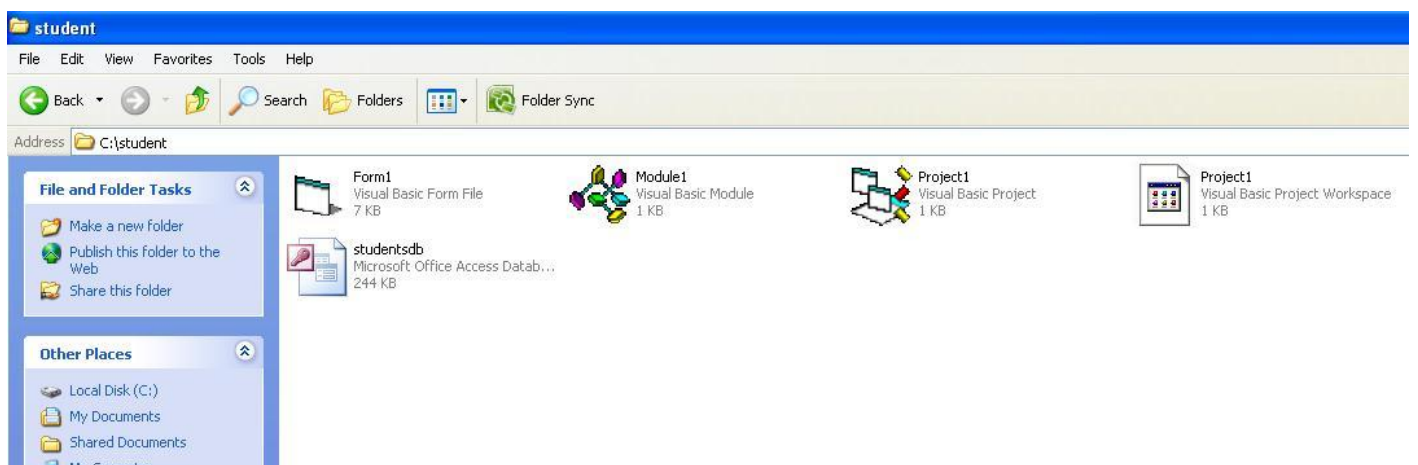 student
File Edit View Favorites Tools Help
Back Search Folders Folder Sync
Address C:\student
File and Folder Tasks
Make a new folder
Publish this folder to the
Web
Share this folder
Other Places
Local Disk (C:)
My Documents
Shared Documents
Form1
Visual Basic Form File
7 KB
Module1
Visual Basic Module
1 KB
Project1
Visual Basic Project
1 KB
Project1
Visual Basic Project Workspace
1 KB
studentsdb
Microsoft Office Access Datab...
244 KB